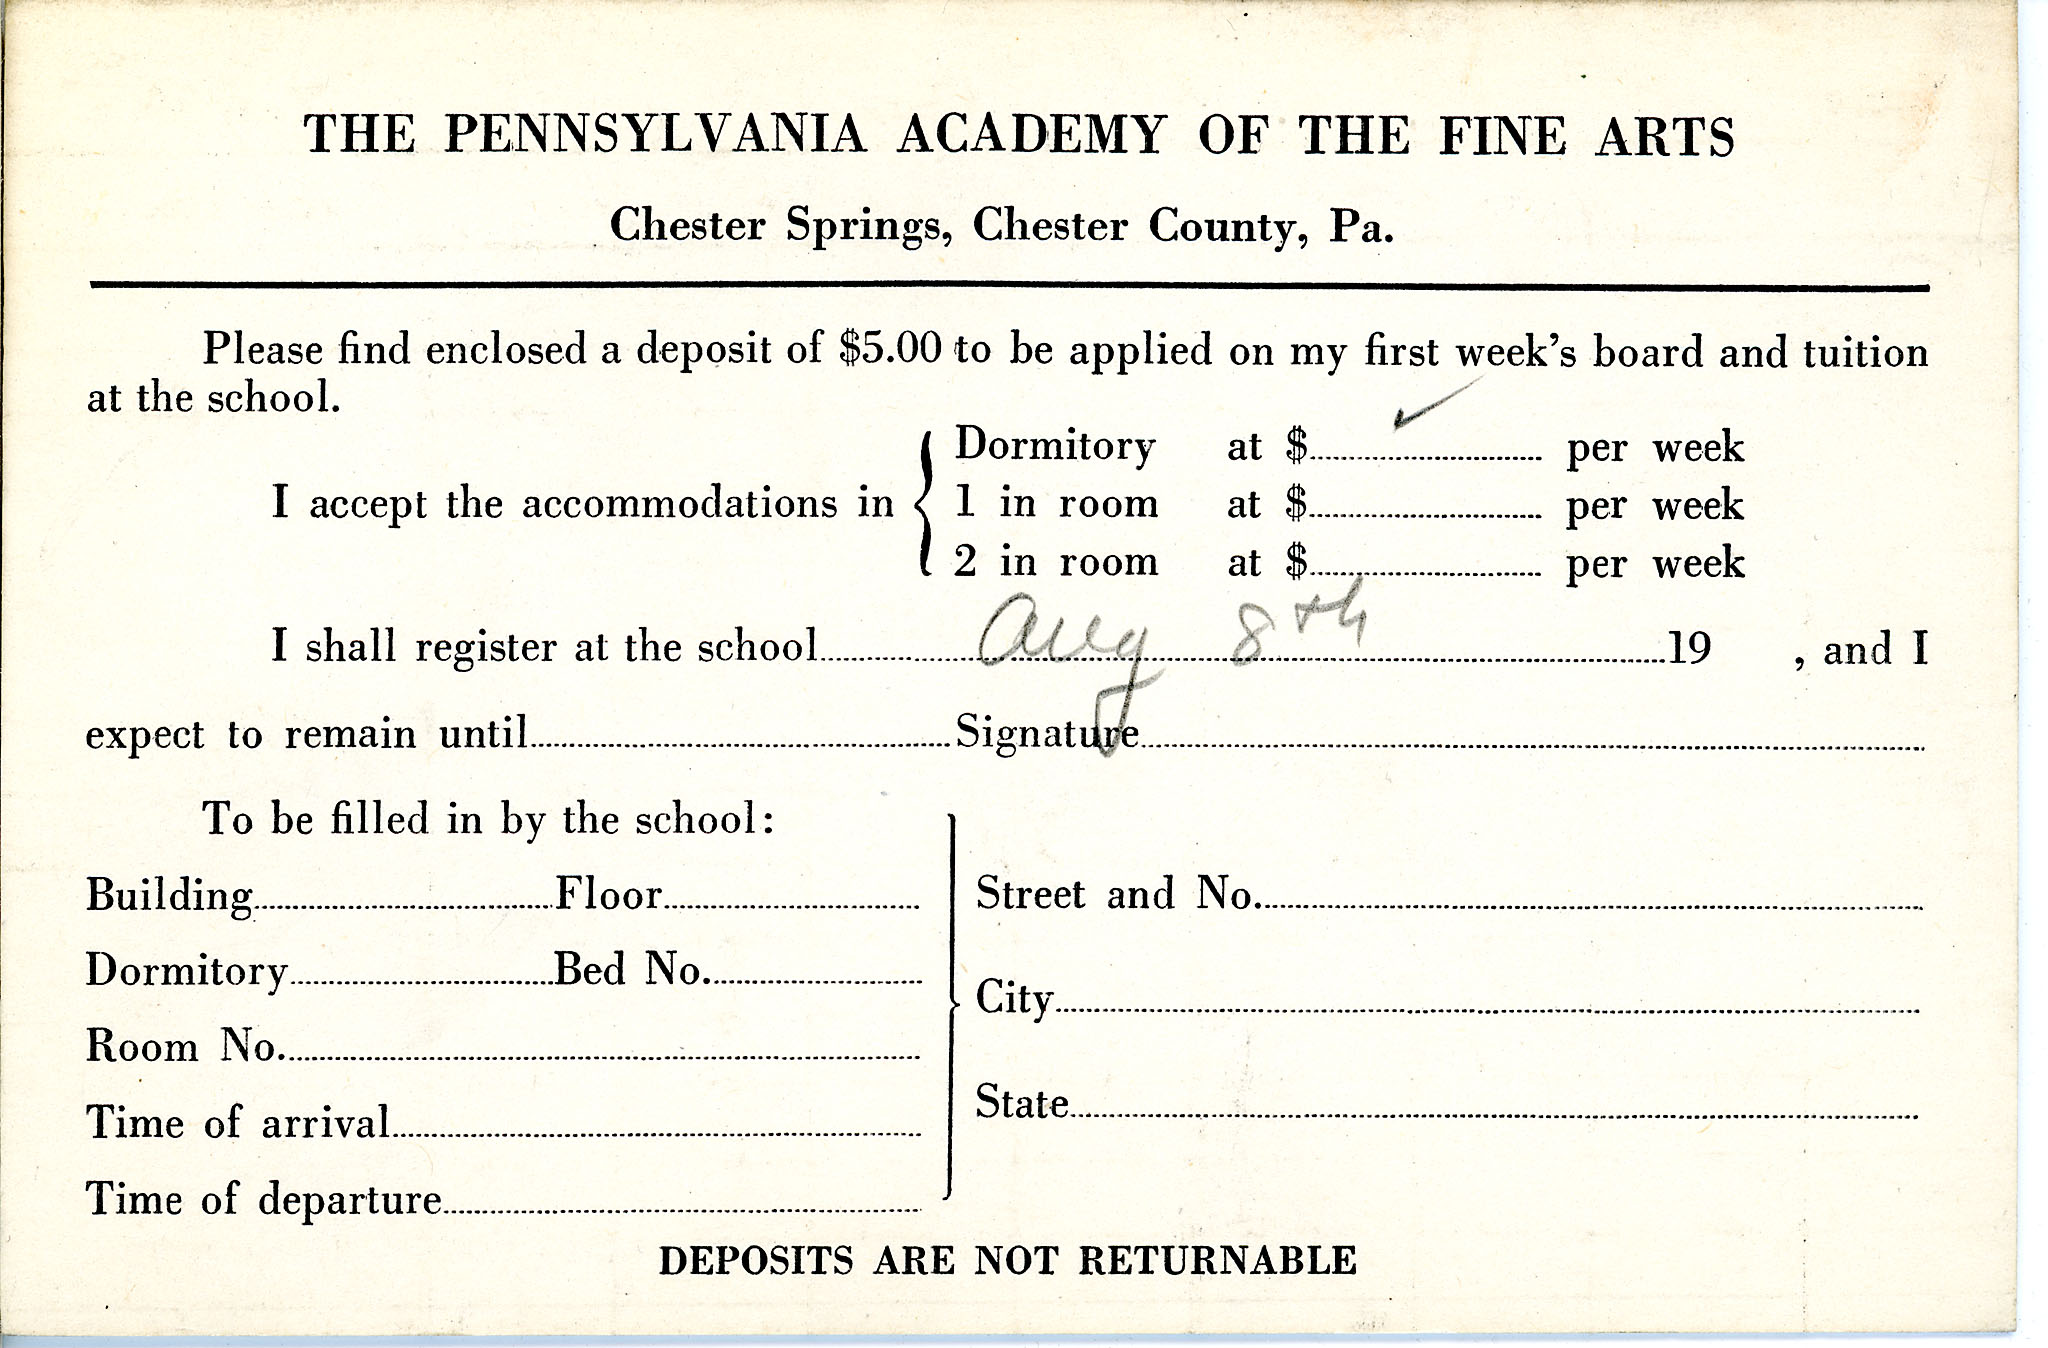 THE PENNSYLVANIA ACADEMY OF THE FINE ARTS
Chester Springs, Chester County, Pa.
Please find enclosed a deposit of $5.00 to be applied on my first week's board and tuition
at the school.
I accept the accommodations in { Dormitory at $ ✓ per week
1 in room at $ per week
2 in room at $ per week
I shall register at the school Aug 8th 19 , and I
expect to remain until Signature
To be filled in by the school:
Building Floor
Dormitory Bed No.
Room No.
Time of arrival
Time of departure
Street and No.
City
State
DEPOSITS ARE NOT RETURNABLE